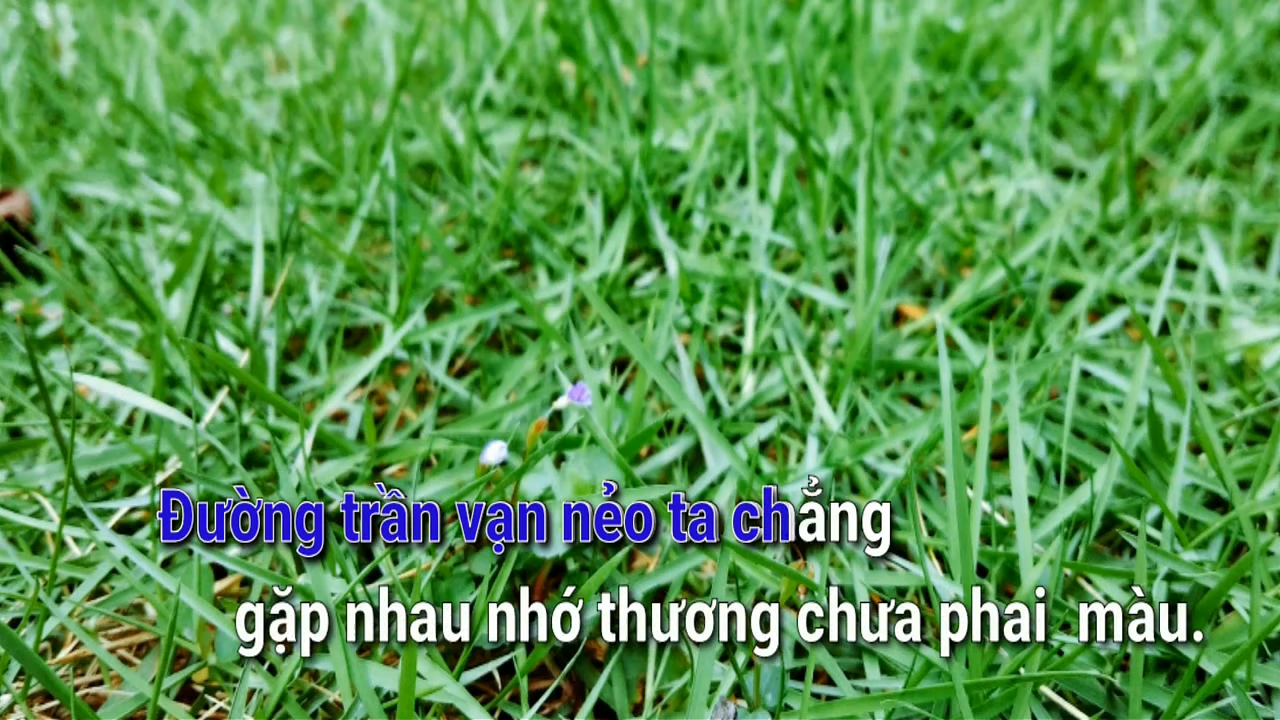 Đường trần vạn nẻo ta chẳng
gặp nhau nhớ thương chưa phai màu.